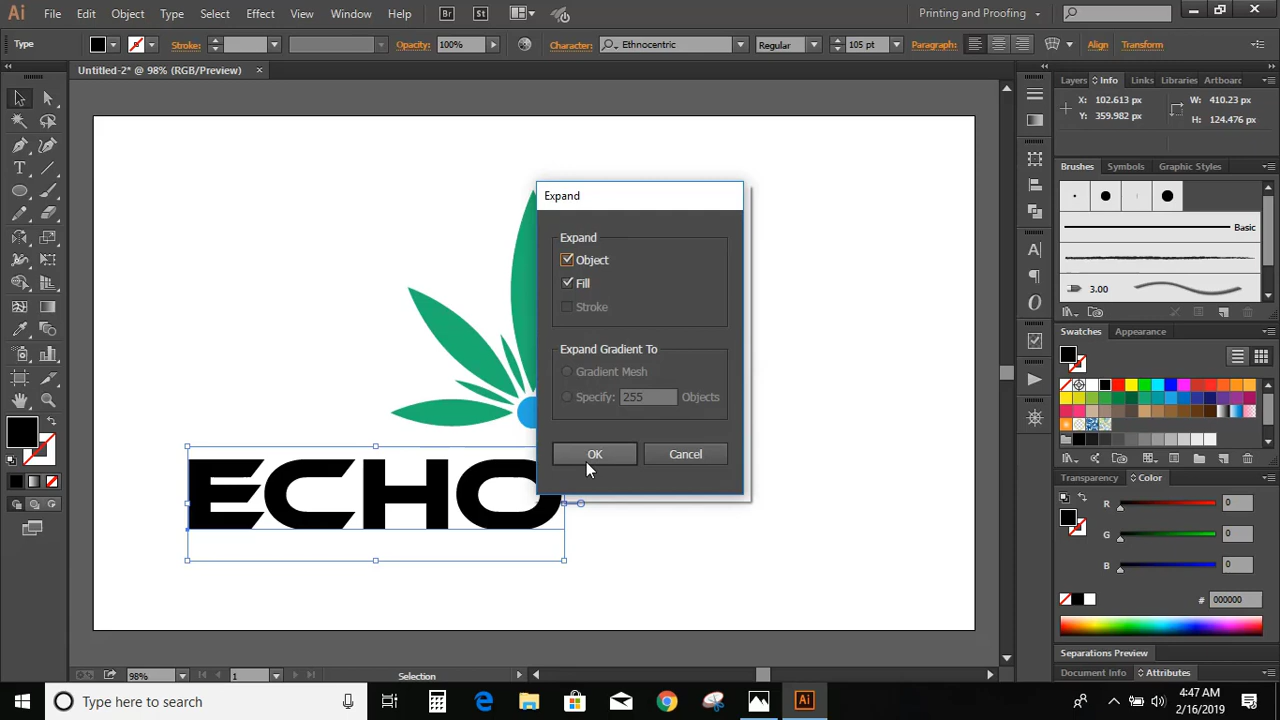 Ai File Edit Object Type Select Effect View Window Help Br St Printing and Proofing
Type Stroke: Opacity: 100% Character: Ethnocentric Regular 105 pt Paragraph: Align Transform
Untitled-2* @ 98% (RGB/Preview)
Layers Info Links Libraries Artboard
X: 102.613 px
Y: 359.982 px
W: 410.23 px
H: 124.476 px
Brushes Symbols Graphic Styles
Basic
3.00
Swatches Appearance
Transparency Color
R 0
G 0
B 0
# 000000
Separations Preview
Document Info Attributes
Expand
Expand
Object
Fill
Stroke
Expand Gradient To
Gradient Mesh
Specify: 255 Objects
OK Cancel
ECHO
98% 1 Selection
Type here to search
Ai
4:47 AM
2/16/2019